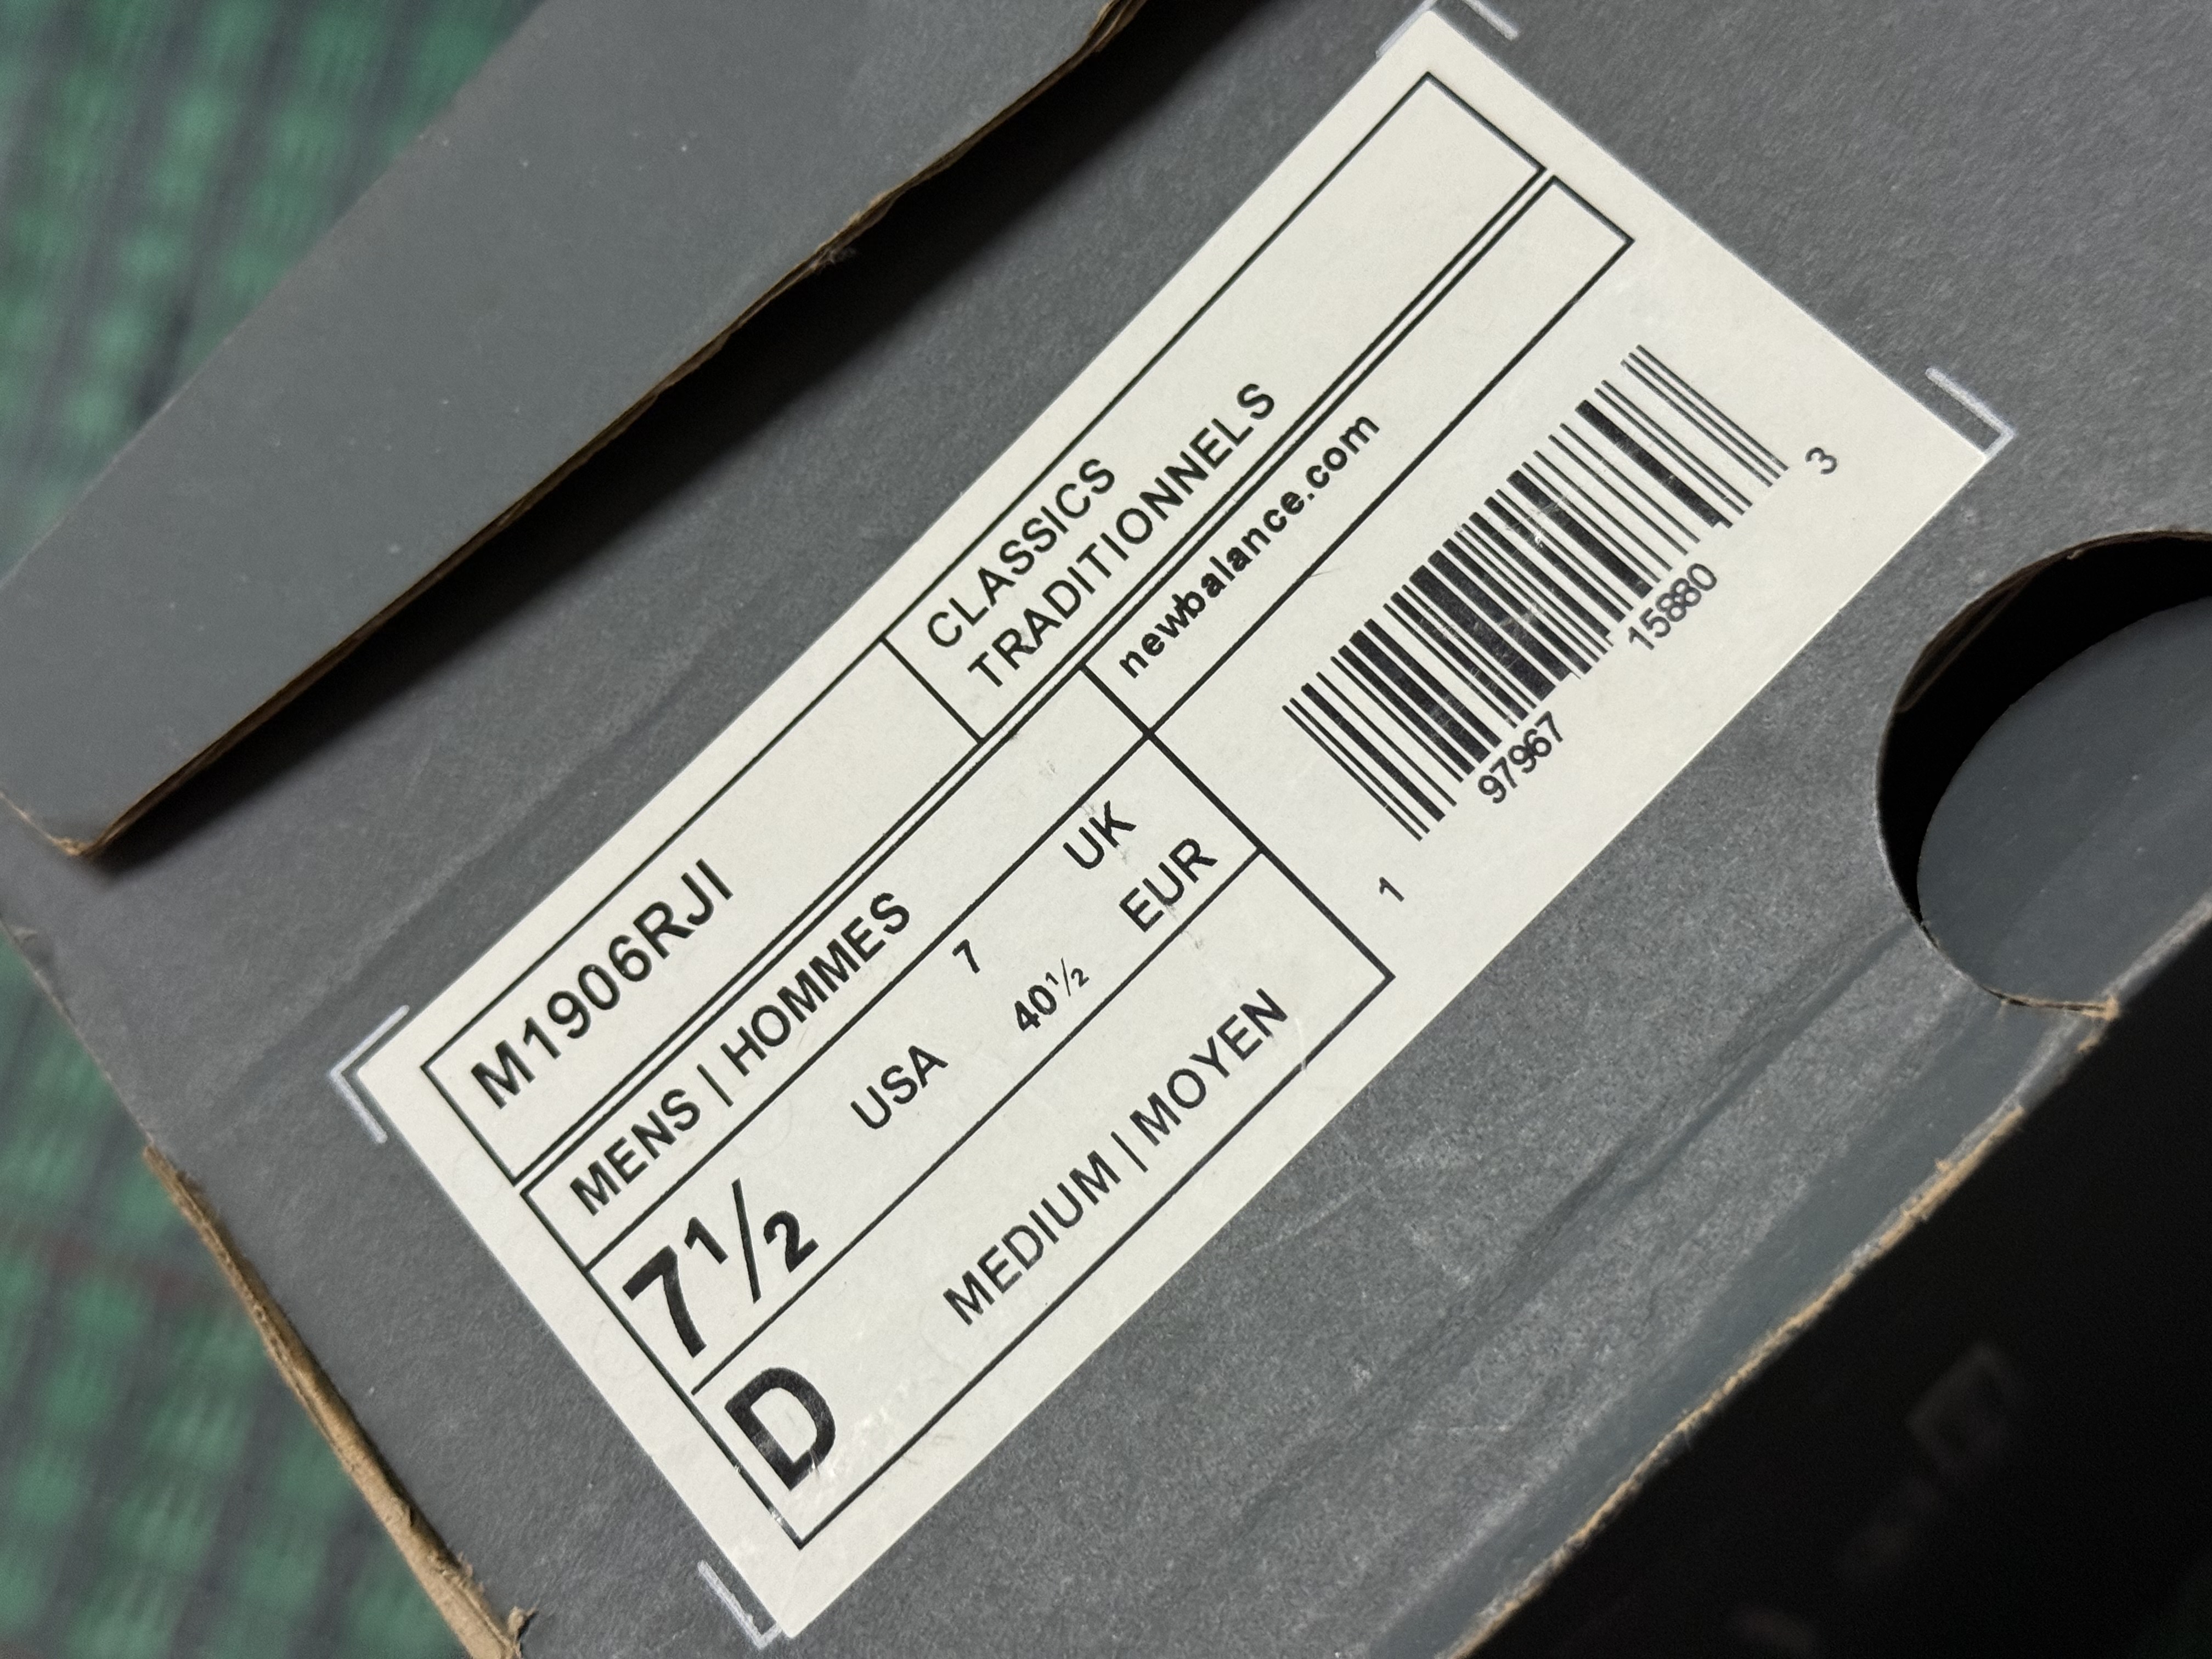 M1906RJI
CLASSICS
TRADITIONNELS
MENS | HOMMES
newbalance.com
7½ USA
7 UK
40½ EUR
D MEDIUM | MOYEN
1 97967 15880 3